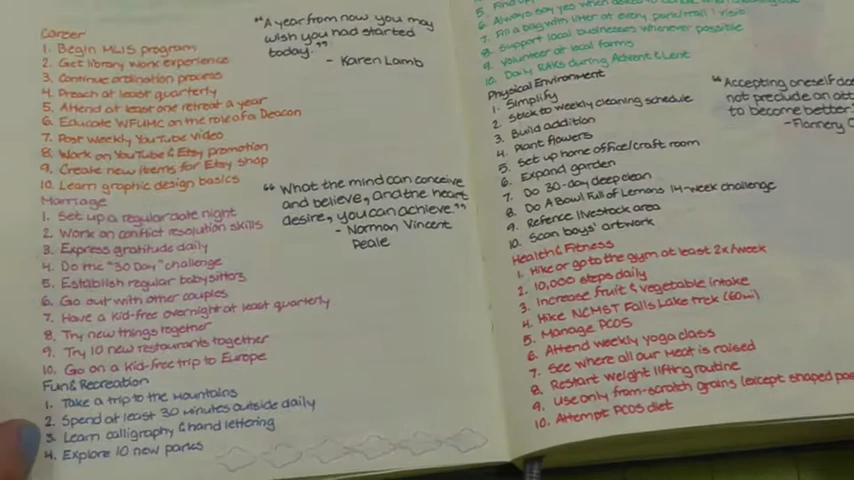 Career
1. Begin MLIS program
2. Get library work experience
3. Continue ordination process
4. Preach at least quarterly
5. Attend at least one retreat a year
6. Educate WFUMC on the role of a Deacon
7. Post weekly YouTube video
8. Work on YouTube & Etsy promotion
9. Create new items for Etsy shop
10. Learn graphic design basics
Marriage
1. Set up a regular date night
2. Work on conflict resolution skills
3. Express gratitude daily
4. Do the "30 Day" challenge
5. Establish regular babysitters
6. Go out with other couples
7. Have a kid-free overnight at least quarterly
8. Try new things together
9. Try 10 new restaurants together
10. Go on a kid-free trip to Europe
Fun & Recreation
1. Take a trip to the mountains
2. Spend at least 30 minutes outside daily
3. Learn calligraphy & hand lettering
4. Explore 10 new parks
"A year from now you may
wish you had started
today."
- Karen Lamb
"What the mind can conceive
and believe, and the heart
desire, you can achieve."
- Norman Vincent
Peale
5. Find
6. Always say yes when asked to
7. Fill a bag with litter at every park/trail I visit
8. Support local businesses whenever possible
9. Volunteer at local farms
10. Daily RAKs during Advent & Lent
Physical Environment
1. Simplify
2. Stick to weekly cleaning schedule
3. Build addition
4. Plant flowers
5. Set up home office/craft room
6. Expand garden
7. Do 30-day deep clean
8. Do A Bowl Full of Lemons 14-week challenge
9. Refence livestock area
10. Scan boys' artwork
Health & Fitness
1. Hike or go to the gym at least 2x/week
2. 10,000 steps daily
3. Increase fruit & vegetable intake
4. Hike NCMST Falls Lake trek (60mi)
5. Manage PCOS
6. Attend weekly yoga class
7. See where all our meat is raised
8. Restart weight lifting routine
9. Use only from-scratch grains (except shaped pas
10. Attempt PCOS diet
"Accepting oneself do
not preclude an att
to become better.
- Flannery